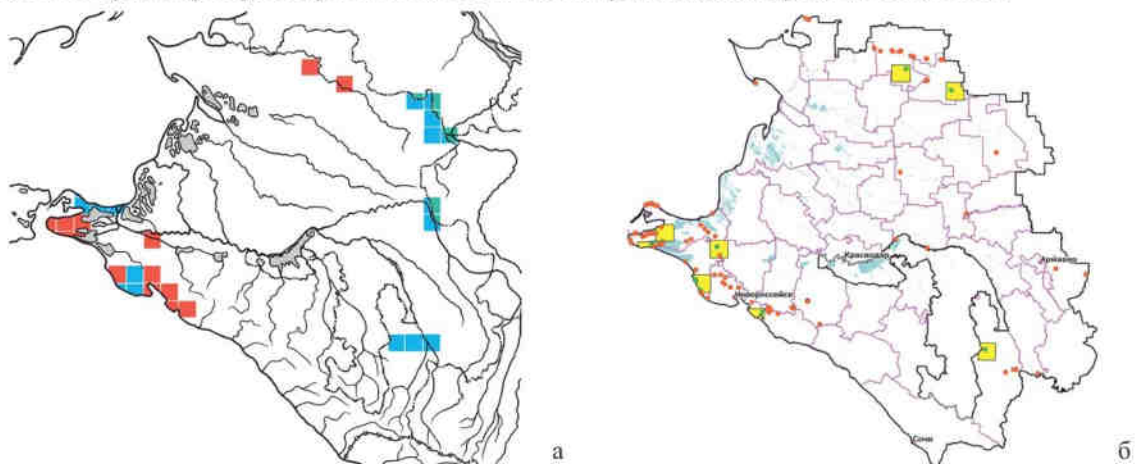 Краснодар
Армавир
Новороссийск
Сочи
а
б